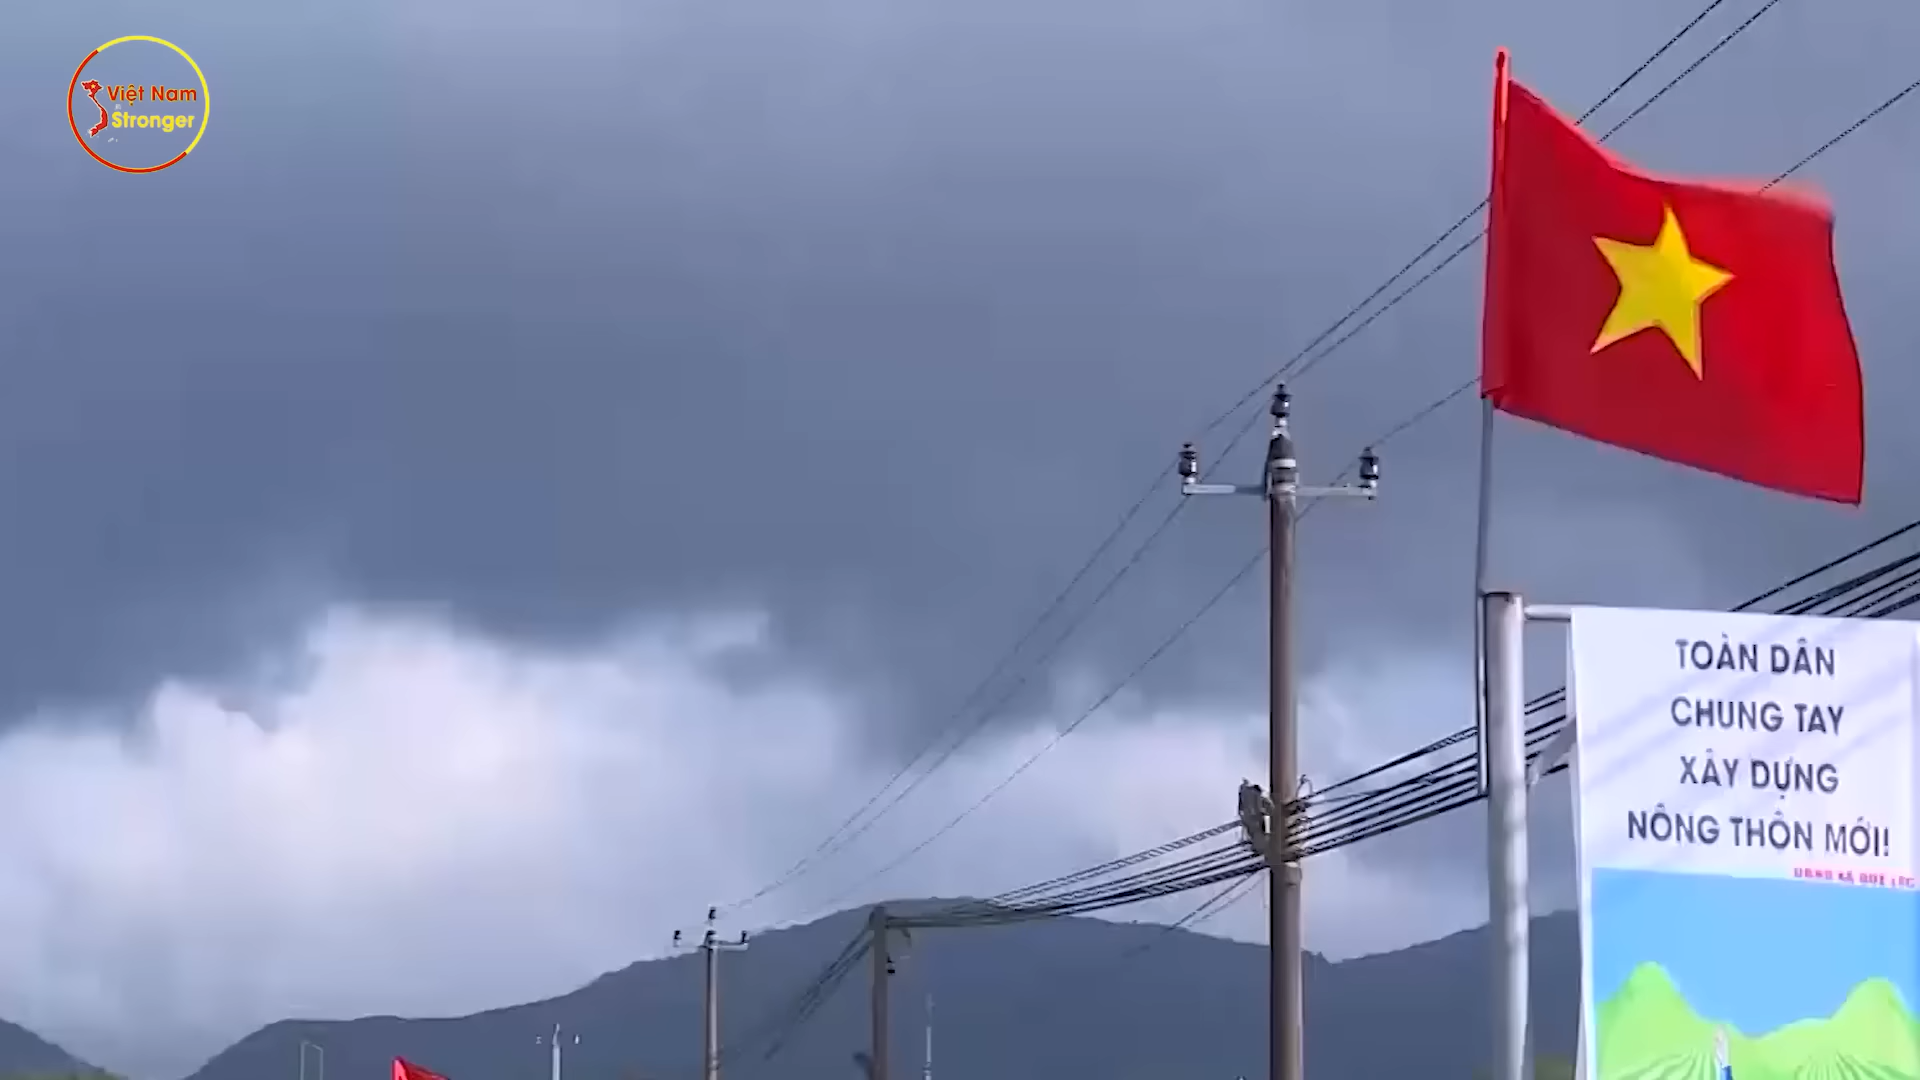 Việt Nam
Stronger
TOÀN DÂN
CHUNG TAY
XÂY DỰNG
NÔNG THÔN MỚI!